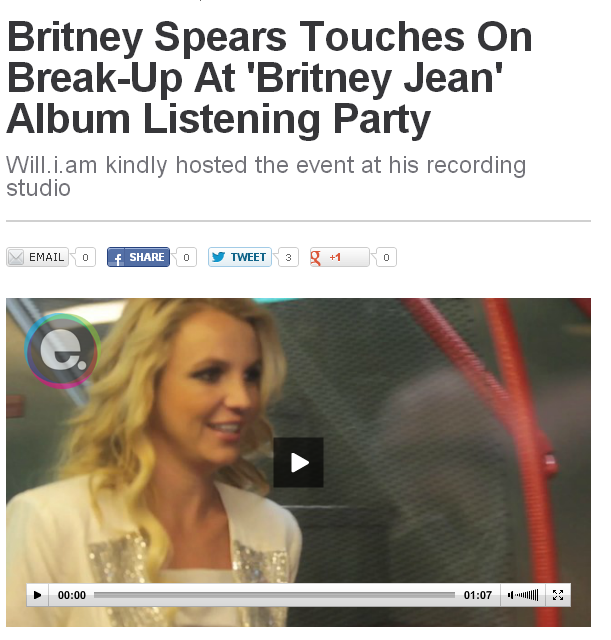 Britney Spears Touches On
Break-Up At 'Britney Jean'
Album Listening Party
Will.i.am kindly hosted the event at his recording
studio
EMAIL 0 SHARE 0 TWEET 3 +1 0
e.
00:00 01:07